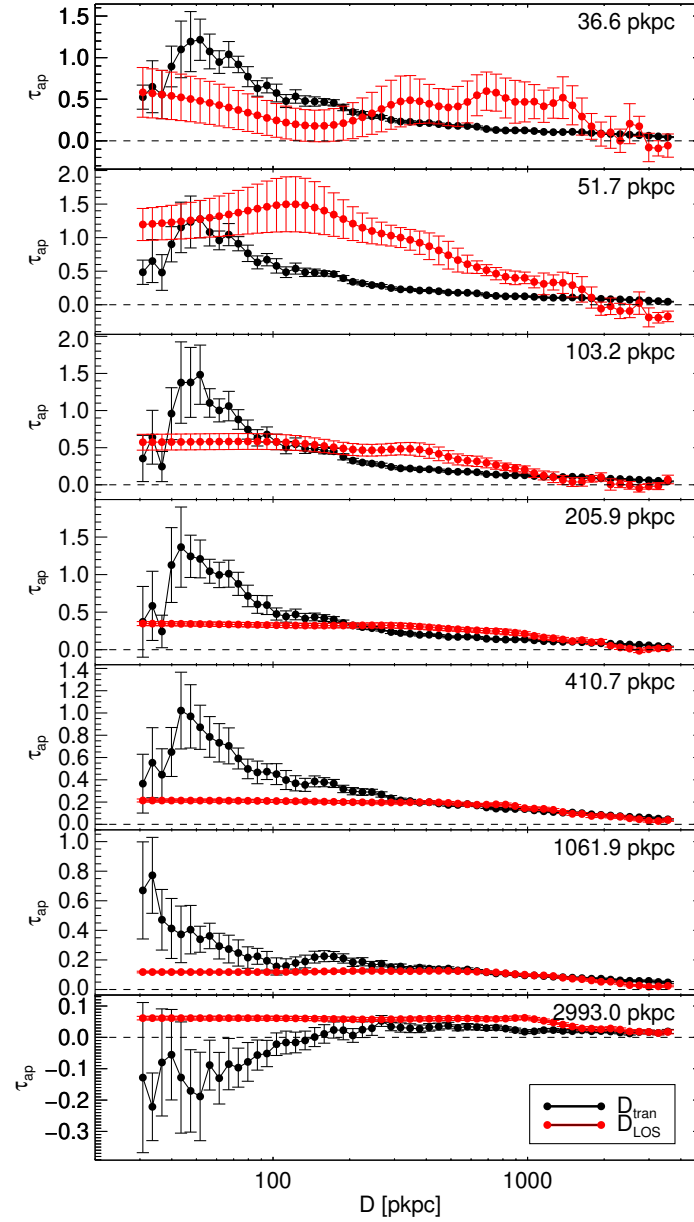 36.6 pkpc
1.5
1.0
0.5
0.0
τap
51.7 pkpc
2.0
1.5
1.0
0.5
0.0
τap
103.2 pkpc
2.0
1.5
1.0
0.5
0.0
τap
205.9 pkpc
1.5
1.0
0.5
0.0
τap
410.7 pkpc
1.4
1.2
1.0
0.8
0.6
0.4
0.2
0.0
τap
1061.9 pkpc
1.0
0.8
0.6
0.4
0.2
0.0
τap
2993.0 pkpc
0.1
0.0
-0.1
-0.2
-0.3
τap
Dtran
DLOS
100 1000
D [pkpc]